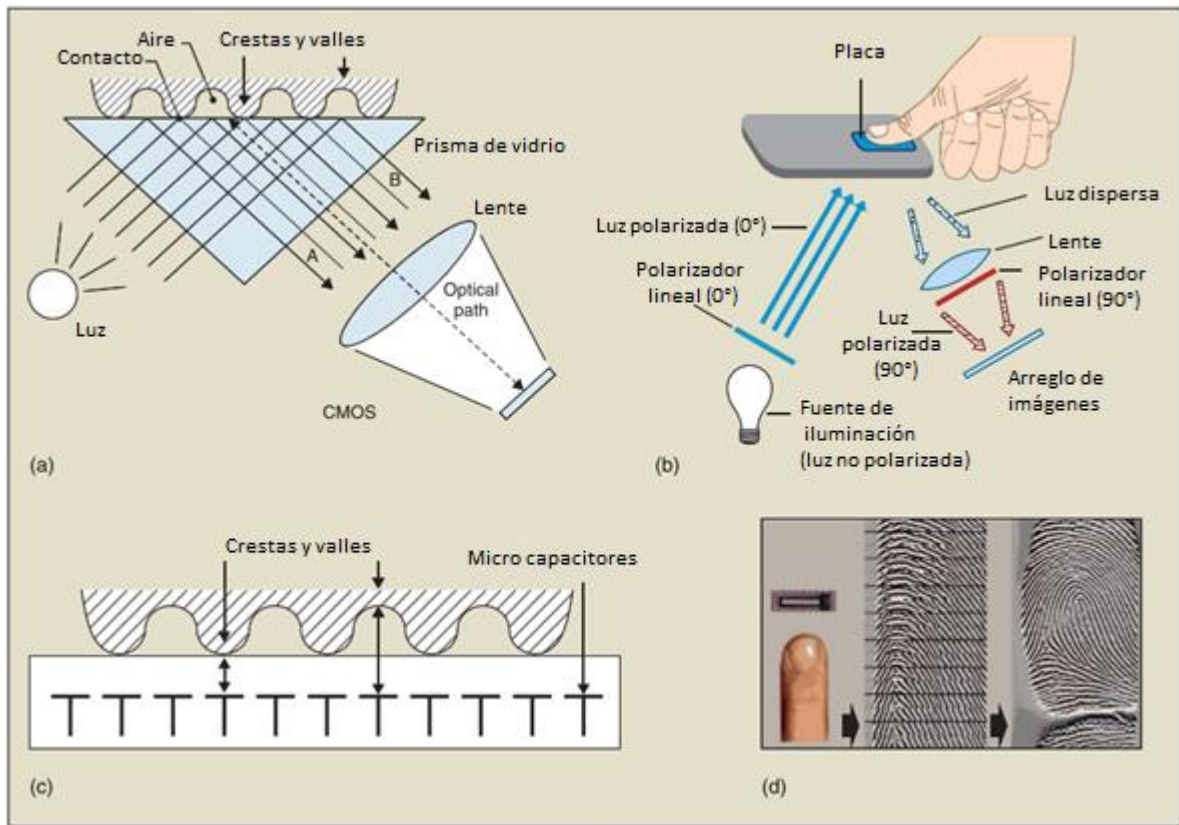 Aire
Crestas y valles
Contacto
Prisma de vidrio
B
Lente
A
Optical
path
Luz
CMOS
(a)
Placa
Luz polarizada (0°)
Luz dispersa
Lente
Polarizador
lineal (0°)
Polarizador
lineal (90°)
Luz
polarizada
(90°)
Arreglo de
imágenes
Fuente de
iluminación
(luz no polarizada)
(b)
Crestas y valles
Micro capacitores
(c)
(d)